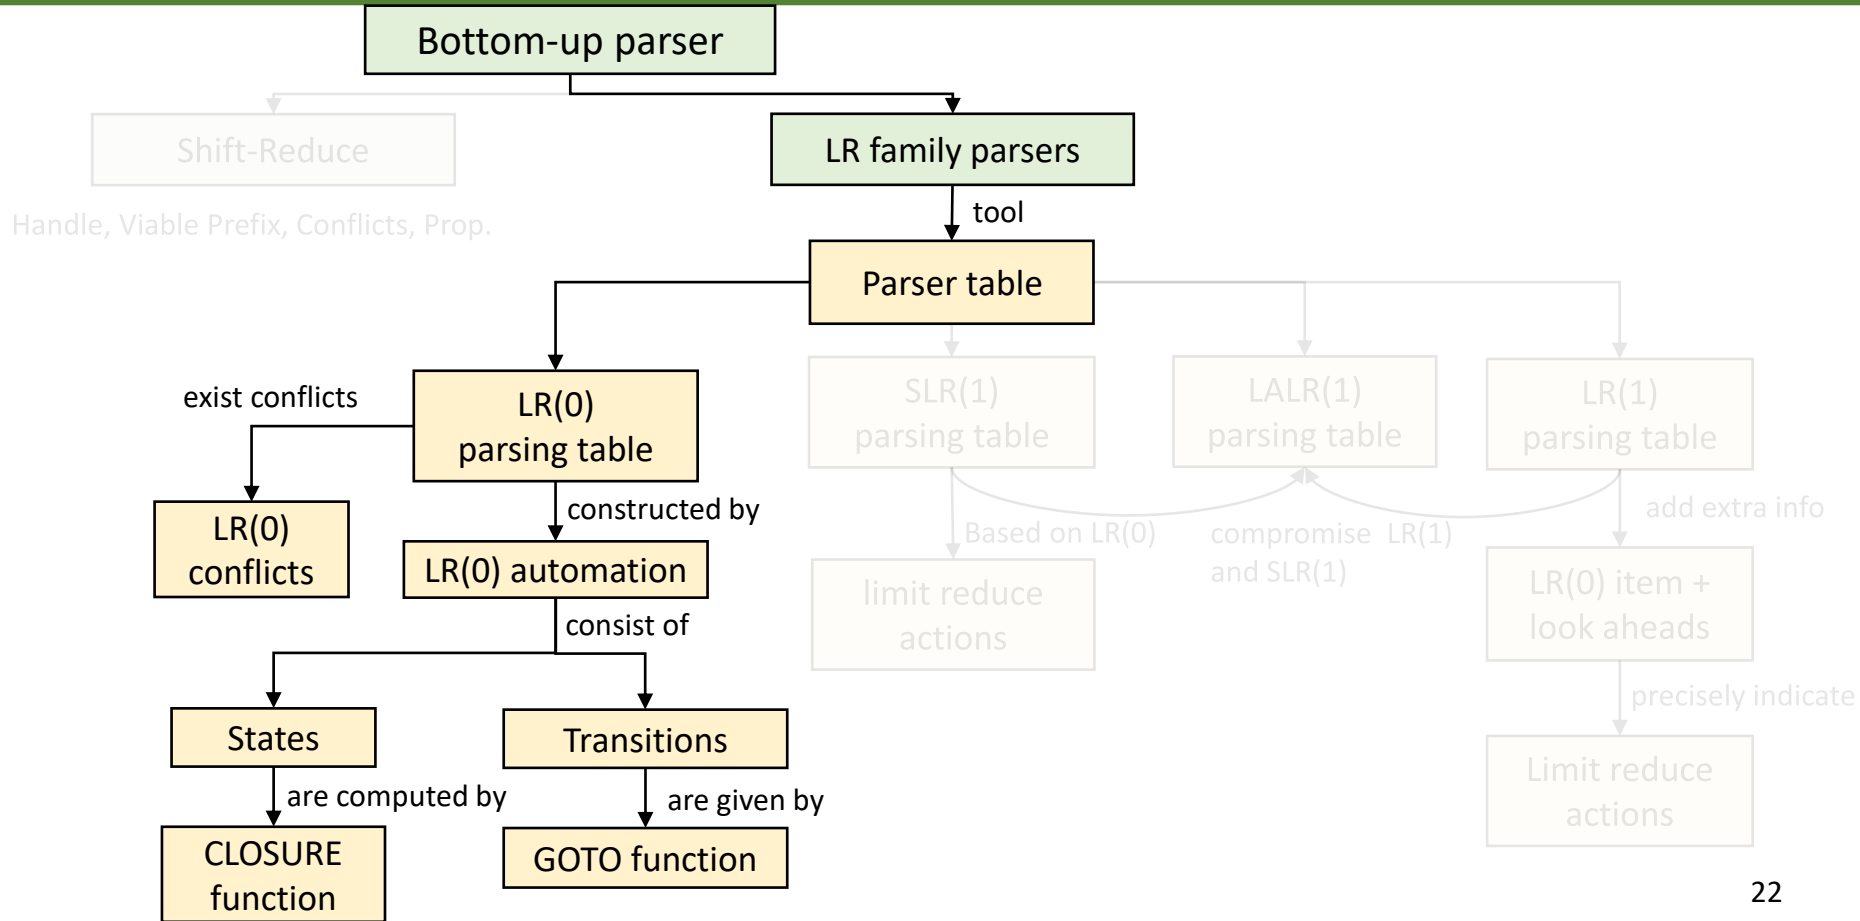 Bottom-up parser
Shift-Reduce
LR family parsers
Handle, Viable Prefix, Conflicts, Prop.
tool
Parser table
exist conflicts
LR(0)
parsing table
SLR(1)
parsing table
LALR(1)
parsing table
LR(1)
parsing table
LR(0)
conflicts
constructed by
LR(0) automation
Based on LR(0)
compromise LR(1)
and SLR(1)
add extra info
limit reduce
actions
LR(0) item +
look aheads
consist of
States
Transitions
precisely indicate
are computed by
are given by
Limit reduce
actions
CLOSURE
function
GOTO function
22